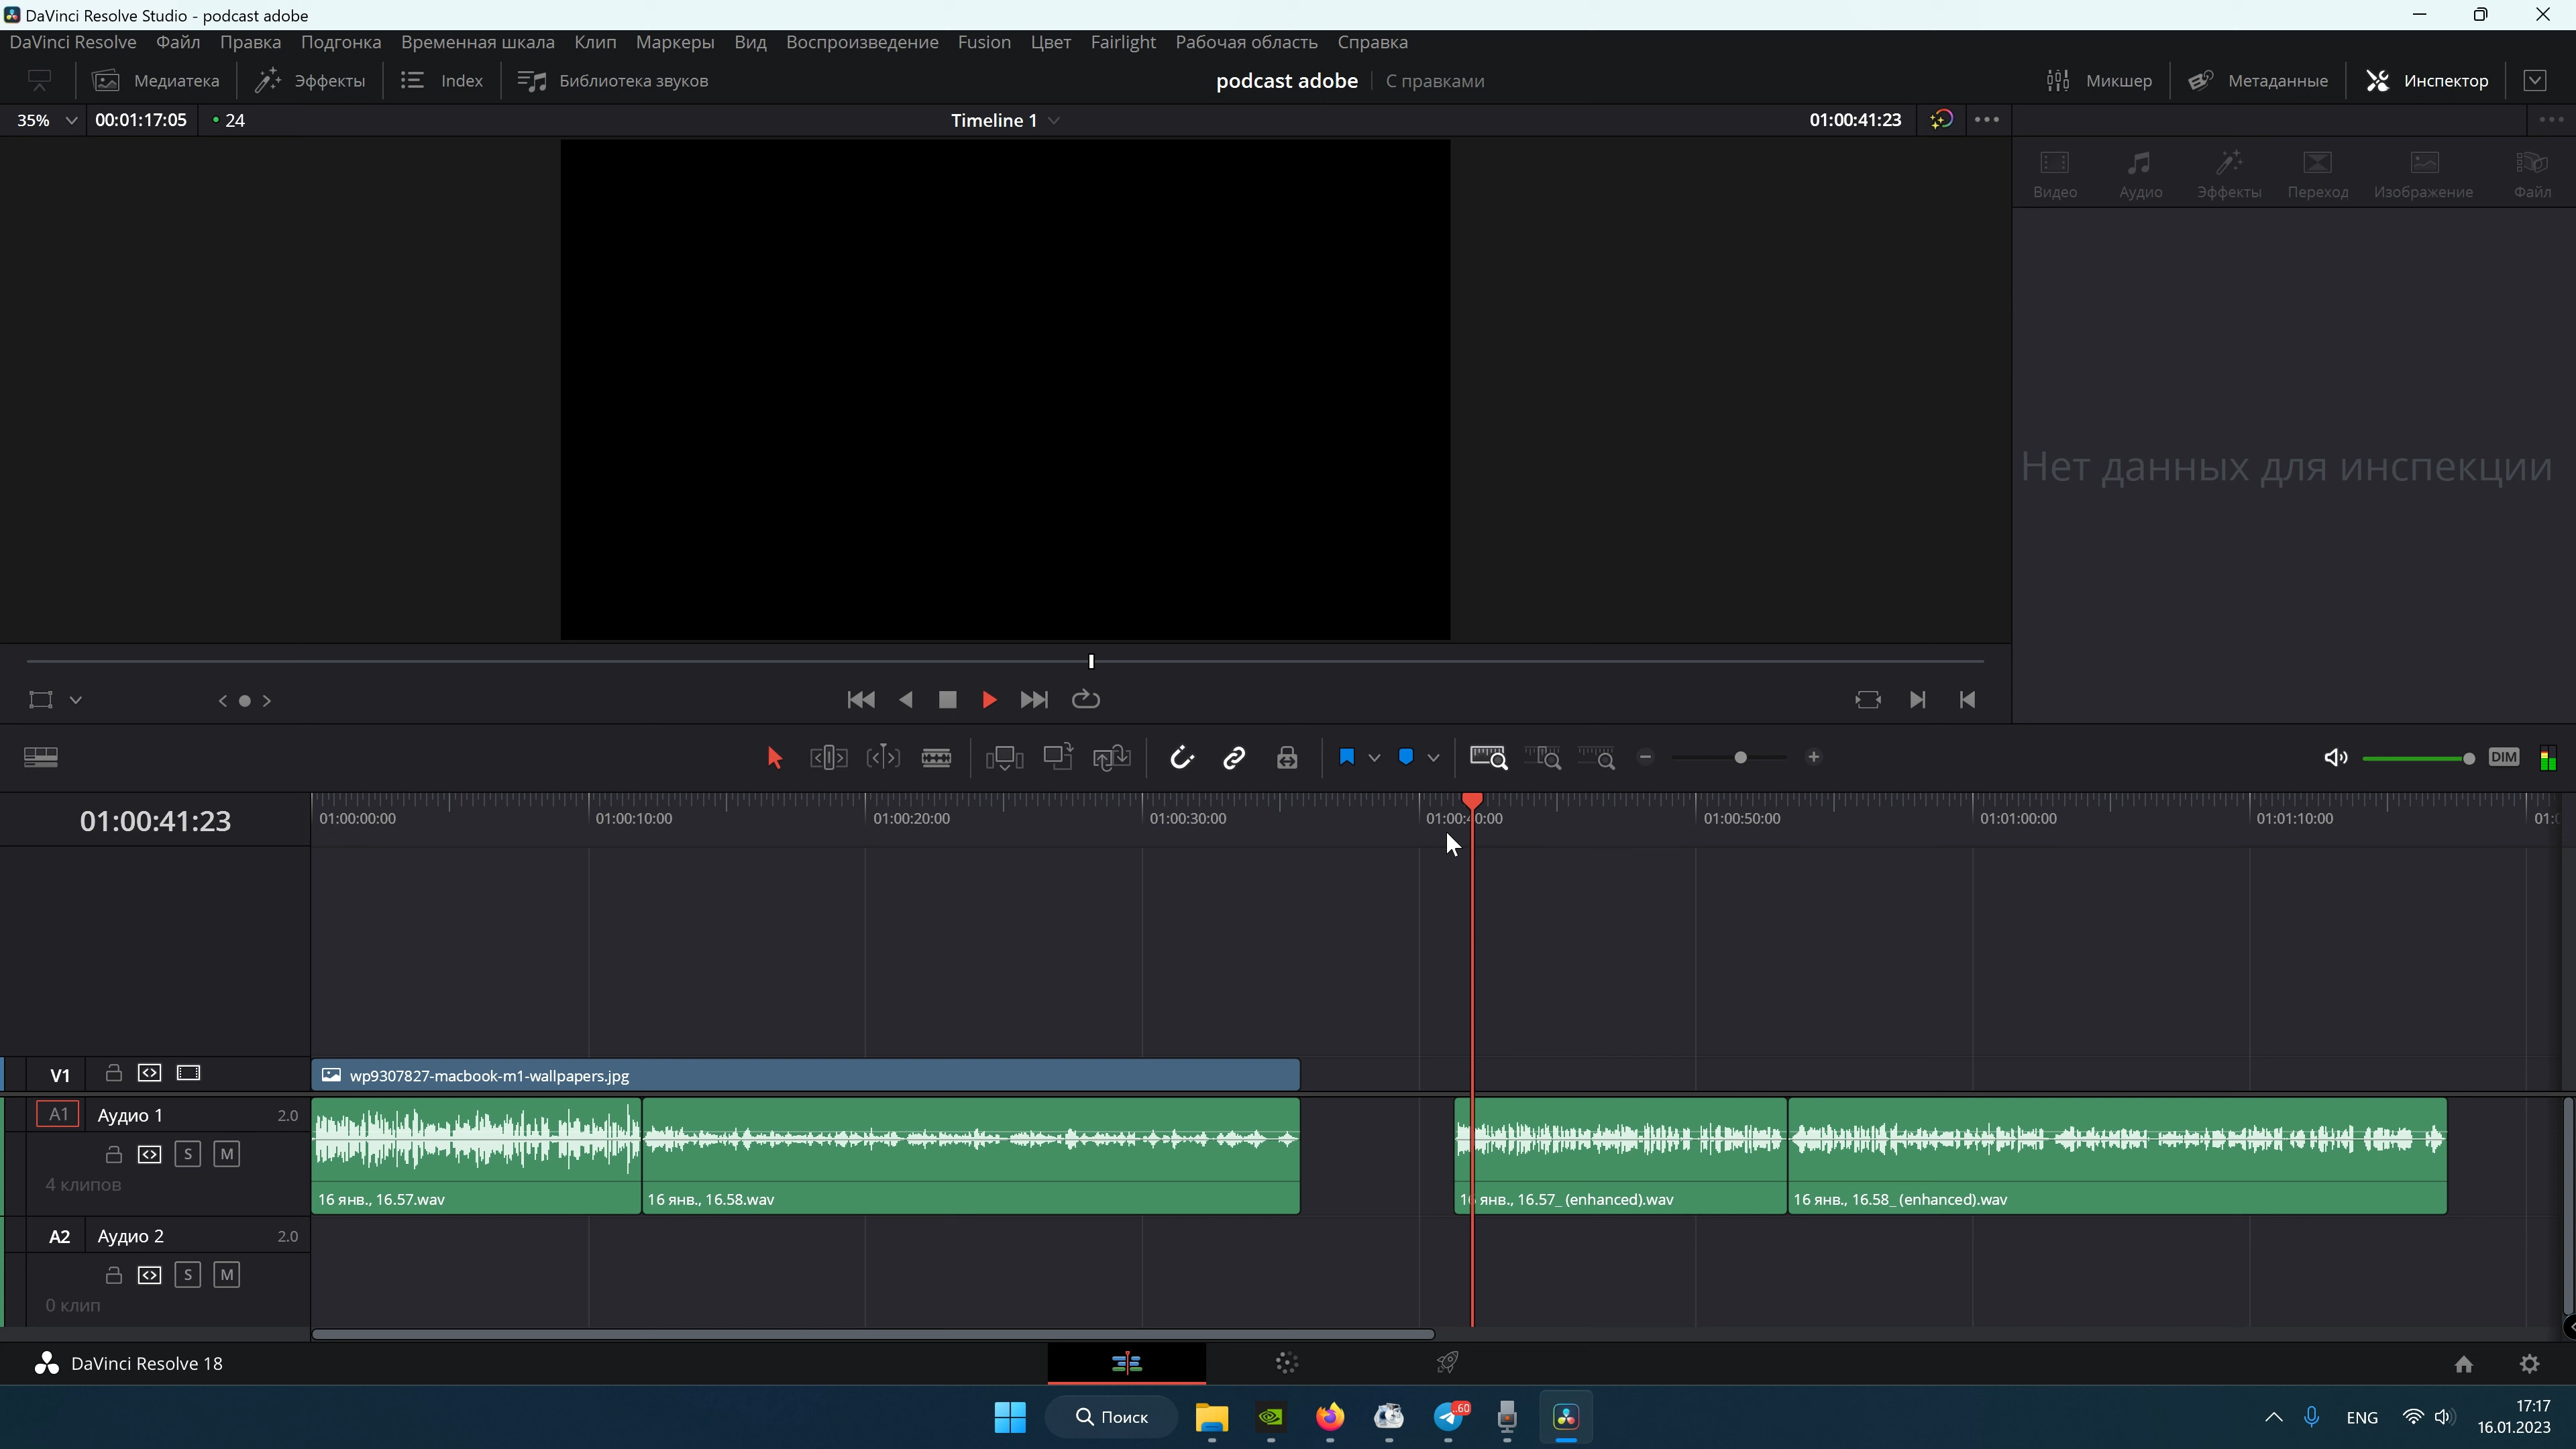 DaVinci Resolve Studio - podcast adobe
DaVinci Resolve Файл Правка Подгонка Временная шкала Клип Маркеры Вид Воспроизведение Fusion Цвет Fairlight Рабочая область Справка
Медиатека Эффекты Index Библиотека звуков podcast adobe С правками Микшер Метаданные Инспектор
35% 00:01:17:05 24 Timeline 1 01:00:41:23
Видео Аудио Эффекты Переход Изображение Файл
Нет данных для инспекции
DIM
01:00:41:23
01:00:00:00 01:00:10:00 01:00:20:00 01:00:30:00 01:00:40:00 01:00:50:00 01:01:00:00 01:01:10:00
V1 wp9307827-macbook-m1-wallpapers.jpg
A1 Аудио 1 2.0
S M
4 клипов
16 янв., 16.57.wav 16 янв., 16.58.wav 16 янв., 16.57_ (enhanced).wav 16 янв., 16.58_ (enhanced).wav
A2 Аудио 2 2.0
S M
0 клип
DaVinci Resolve 18
Поиск 60 ENG 17:17
16.01.2023